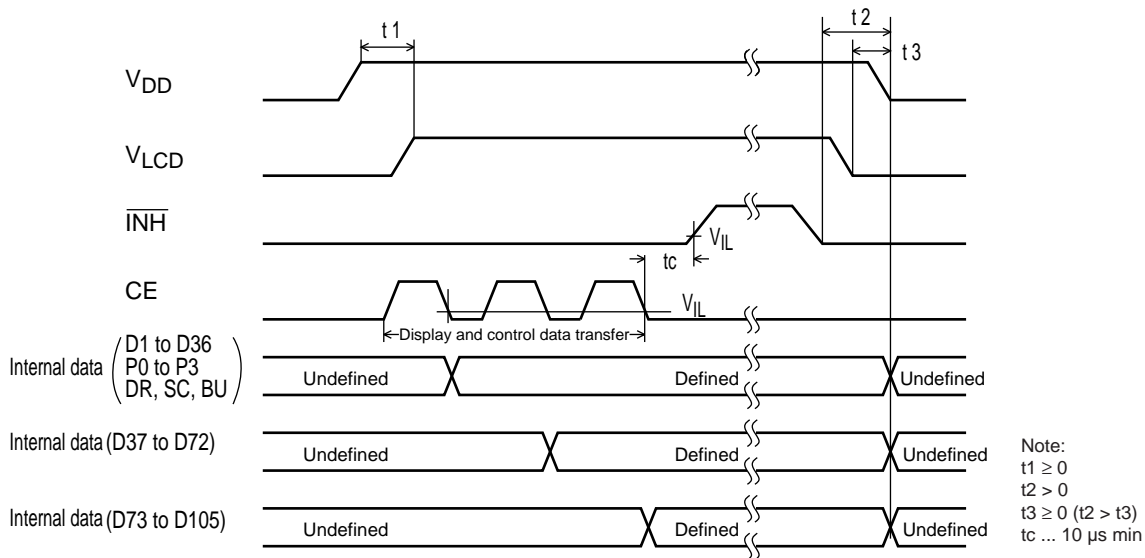 t1
t2
t3
VDD
VLCD
INH
VIL
tc
CE
VIL
Display and control data transfer
Internal data
D1 to D36
P0 to P3
DR, SC, BU
Undefined
Defined
Undefined
Internal data (D37 to D72)
Undefined
Defined
Undefined
Internal data (D73 to D105)
Undefined
Defined
Undefined
Note:
t1 ≥ 0
t2 > 0
t3 ≥ 0 (t2 > t3)
tc ... 10 μs min